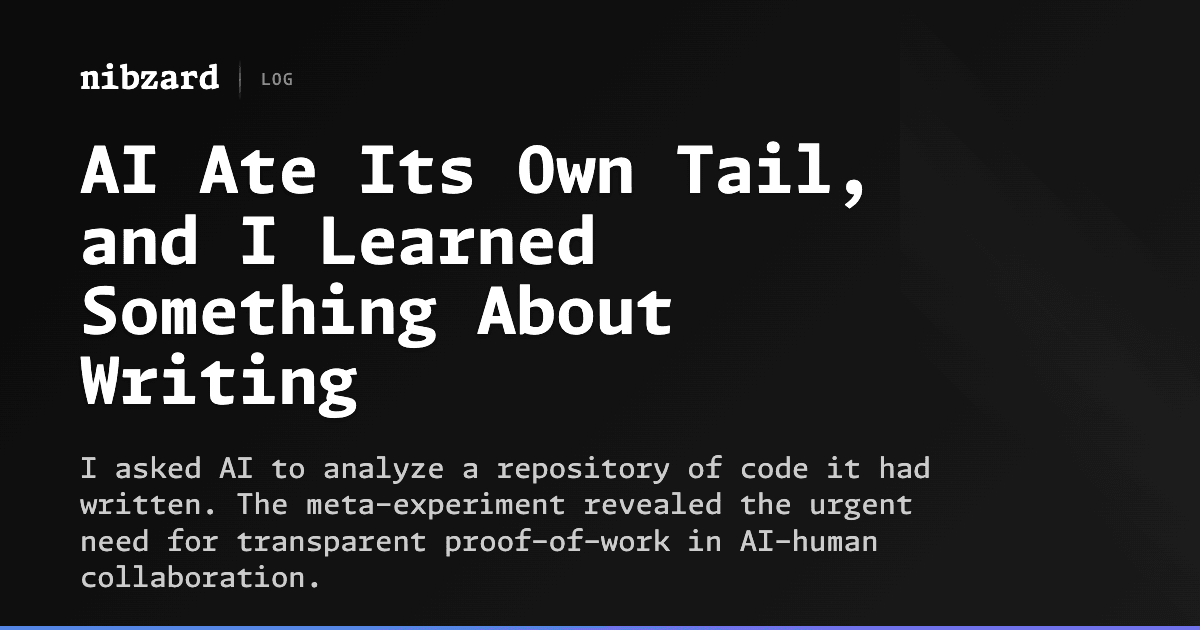 nibzard | LOG
AI Ate Its Own Tail,
and I Learned
Something About
Writing
I asked AI to analyze a repository of code it had
written. The meta-experiment revealed the urgent
need for transparent proof-of-work in AI-human
collaboration.